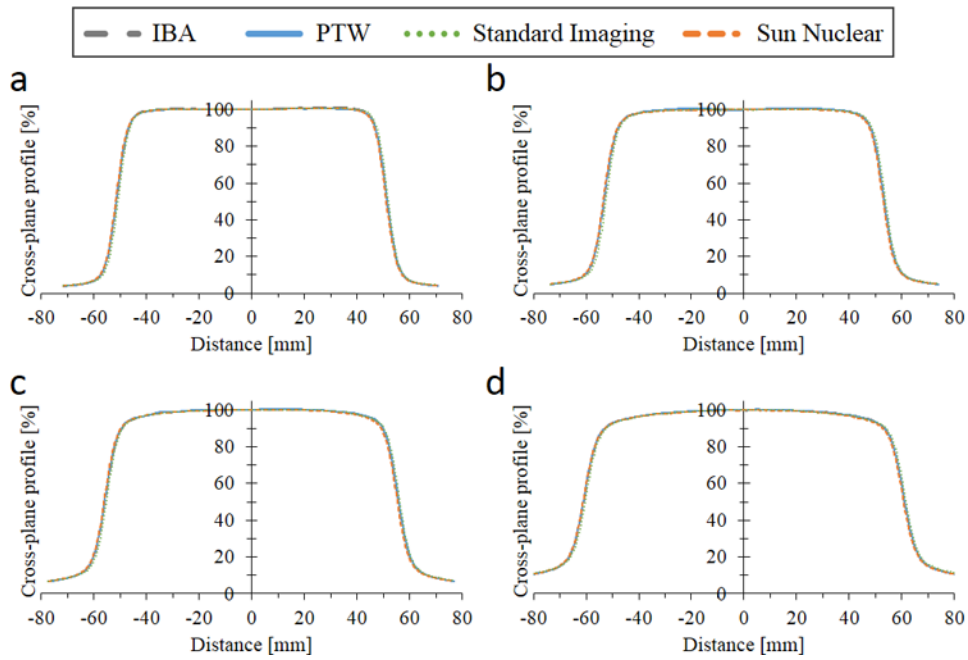 IBA PTW Standard Imaging Sun Nuclear
a
Cross-plane profile [%]
100
80
60
40
20
0
-80 -60 -40 -20 0 20 40 60 80
Distance [mm]
b
Cross-plane profile [%]
100
80
60
40
20
0
-80 -60 -40 -20 0 20 40 60 80
Distance [mm]
c
Cross-plane profile [%]
100
80
60
40
20
0
-80 -60 -40 -20 0 20 40 60 80
Distance [mm]
d
Cross-plane profile [%]
100
80
60
40
20
0
-80 -60 -40 -20 0 20 40 60 80
Distance [mm]